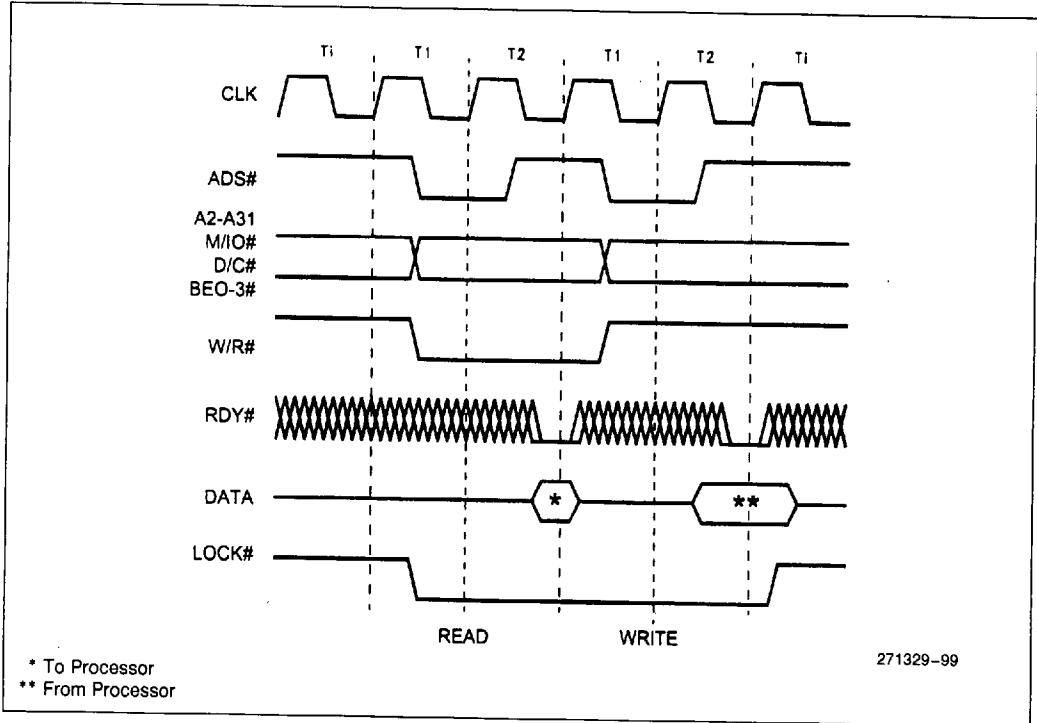 Ti T1 T2 T1 T2 Ti
CLK
ADS#
A2-A31
M/IO#
D/C#
BEO-3#
W/R#
RDY#
DATA
* **
LOCK#
READ WRITE
* To Processor
** From Processor
271329-99